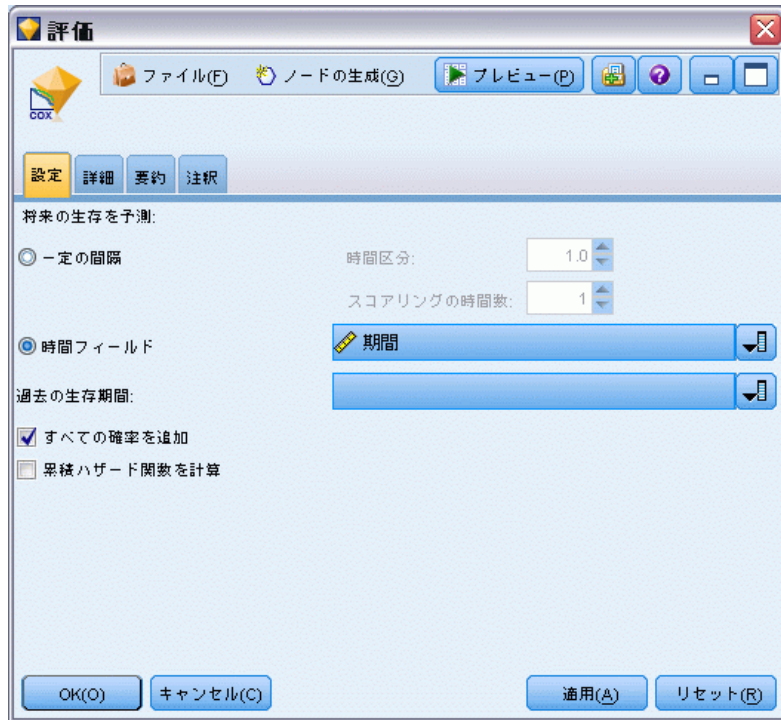 評価
ファイル(F) ノードの生成(G) プレビュー(P)
COX
設定 詳細 要約 注釈
将来の生存を予測:
一定の間隔 時間区分: 1.0
スコアリングの時間数: 1
時間フィールド 期間
過去の生存期間:
すべての確率を追加
累積ハザード関数を計算
OK(O) キャンセル(C) 適用(A) リセット(R)